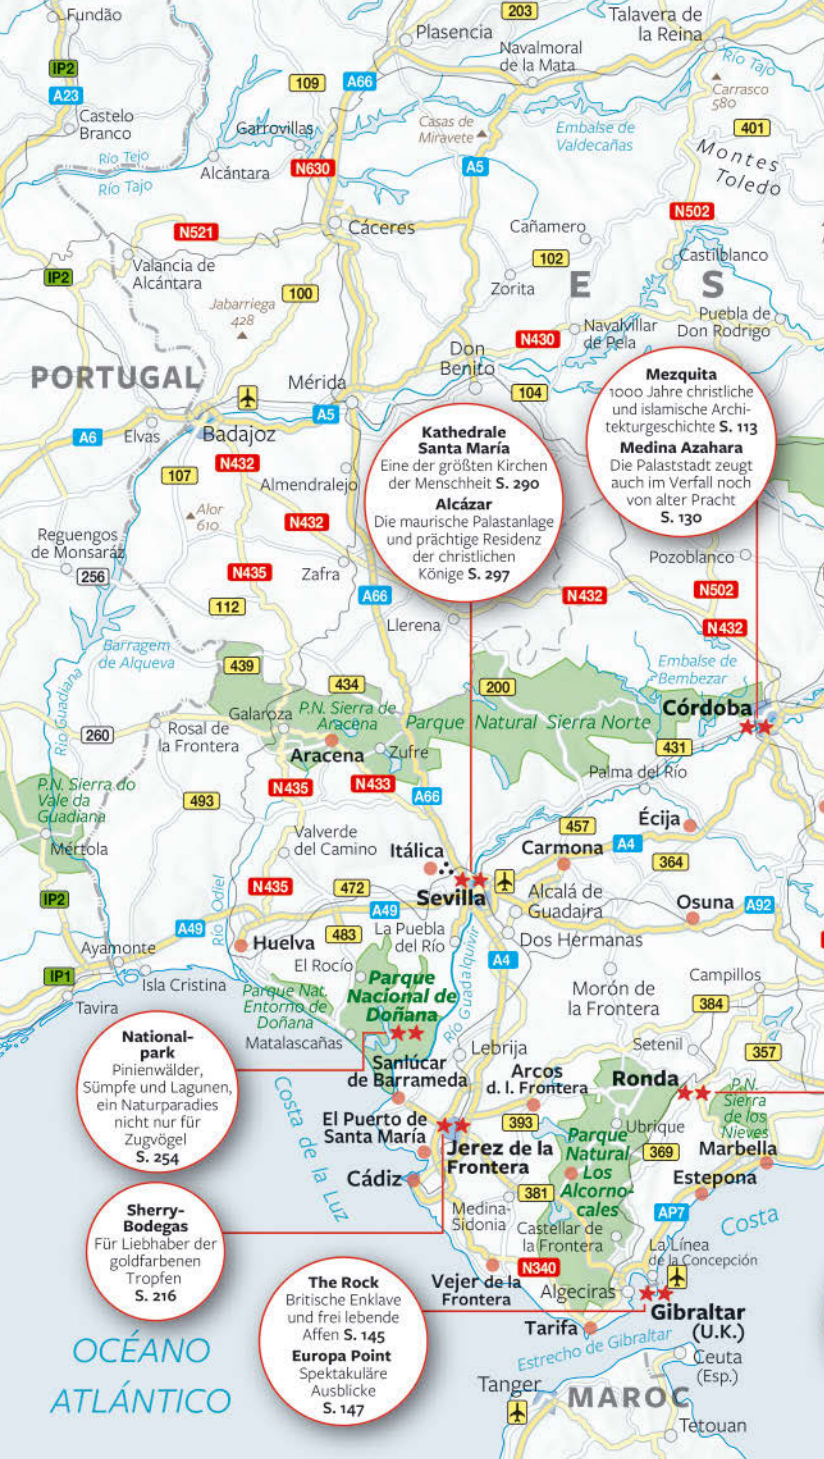 Fundão
203
Talavera de
la Reina
Plasencia
Navalmoral
de la Mata
Río Tajo
IP2
A23
109
A66
Carrasco
580
Castelo
Branco
Garrovillas
Casas de
Miravete
Embalse de
Valdecañas
401
Montes
Toledo
Río Tejo
Río Tajo
Alcántara
N630
A5
N502
N521
Cáceres
Cañamero
Castilblanco
IP2
Valancia de
Alcántara
102
100
Zorita
E
S
Jabarriega
428
Puebla de
Don Rodrigo
Navalvillar
de Pela
N430
Don
Benito
PORTUGAL
Mérida
104
Mezquita
1000 Jahre christliche
und islamische Archi-
tekturgeschichte S. 113
Medina Azahara
Die Palaststadt zeugt
auch im Verfall noch
von alter Pracht
S. 130
A5
A6
Elvas
Badajoz
Kathedrale
Santa María
Eine der größten Kirchen
der Menschheit S. 290
Alcázar
Die maurische Palastanlage
und prächtige Residenz
der christlichen
Könige S. 297
N432
107
Almendralejo
Alor
610
N432
Reguengos
de Monsaráz
256
N435
Zafra
Pozoblanco
A66
N432
N502
112
Llerena
N432
Barragem
de Alqueva
439
Embalse de
Bembezar
434
200
Río Guadiana
Galaroza
P.N. Sierra de
Aracena
Parque Natural Sierra Norte
Córdoba
260
Rosal de
la Frontera
Aracena
Zufre
431
P.N. Sierra do
Vale da
Guadiana
N435
N433
A66
Palma del Río
493
Mértola
Valverde
del Camino
Itálica
457
Écija
Carmona
A4
364
N435
472
Sevilla
Alcalá de
Guadaira
IP2
A49
Río Odiel
A49
Osuna
A92
483
La Puebla
del Río
Dos Hermanas
Ayamonte
Huelva
El Rocío
A4
IP1
Isla Cristina
Parque
Nacional de
Doñana
Río Guadalquivir
Morón de
la Frontera
Campillos
Tavira
Parque Nat.
Entorno de
Doñana
384
Matalascañas
Lebrija
Setenil
357
National-
park
Pinienwälder,
Sümpfe und Lagunen,
ein Naturparadies
nicht nur für
Zugvögel
S. 254
Sanlúcar
de Barrameda
Arcos
d. l. Frontera
Ronda
P.N.
Sierra
de los
Nieves
Costa de la Luz
El Puerto de
Santa María
393
Ubrique
Jerez de la
Frontera
Parque
Natural
Los
Alcorno-
cales
369
Marbella
Cádiz
381
Estepona
Sherry-
Bodegas
Für Liebhaber der
goldfarbenen
Tropfen
S. 216
Medina-
Sidonia
AP7
Costa
Castellar de
la Frontera
La Línea
de la Concepción
The Rock
Britische Enklave
und frei lebende
Affen S. 145
Europa Point
Spektakuläre
Ausblicke
S. 147
N340
Vejer de la
Frontera
Algeciras
Gibraltar
(U.K.)
Tarifa
OCÉANO
ATLÁNTICO
Estrecho de Gibraltar
Ceuta
(Esp.)
Tanger
MAROC
Tetouan